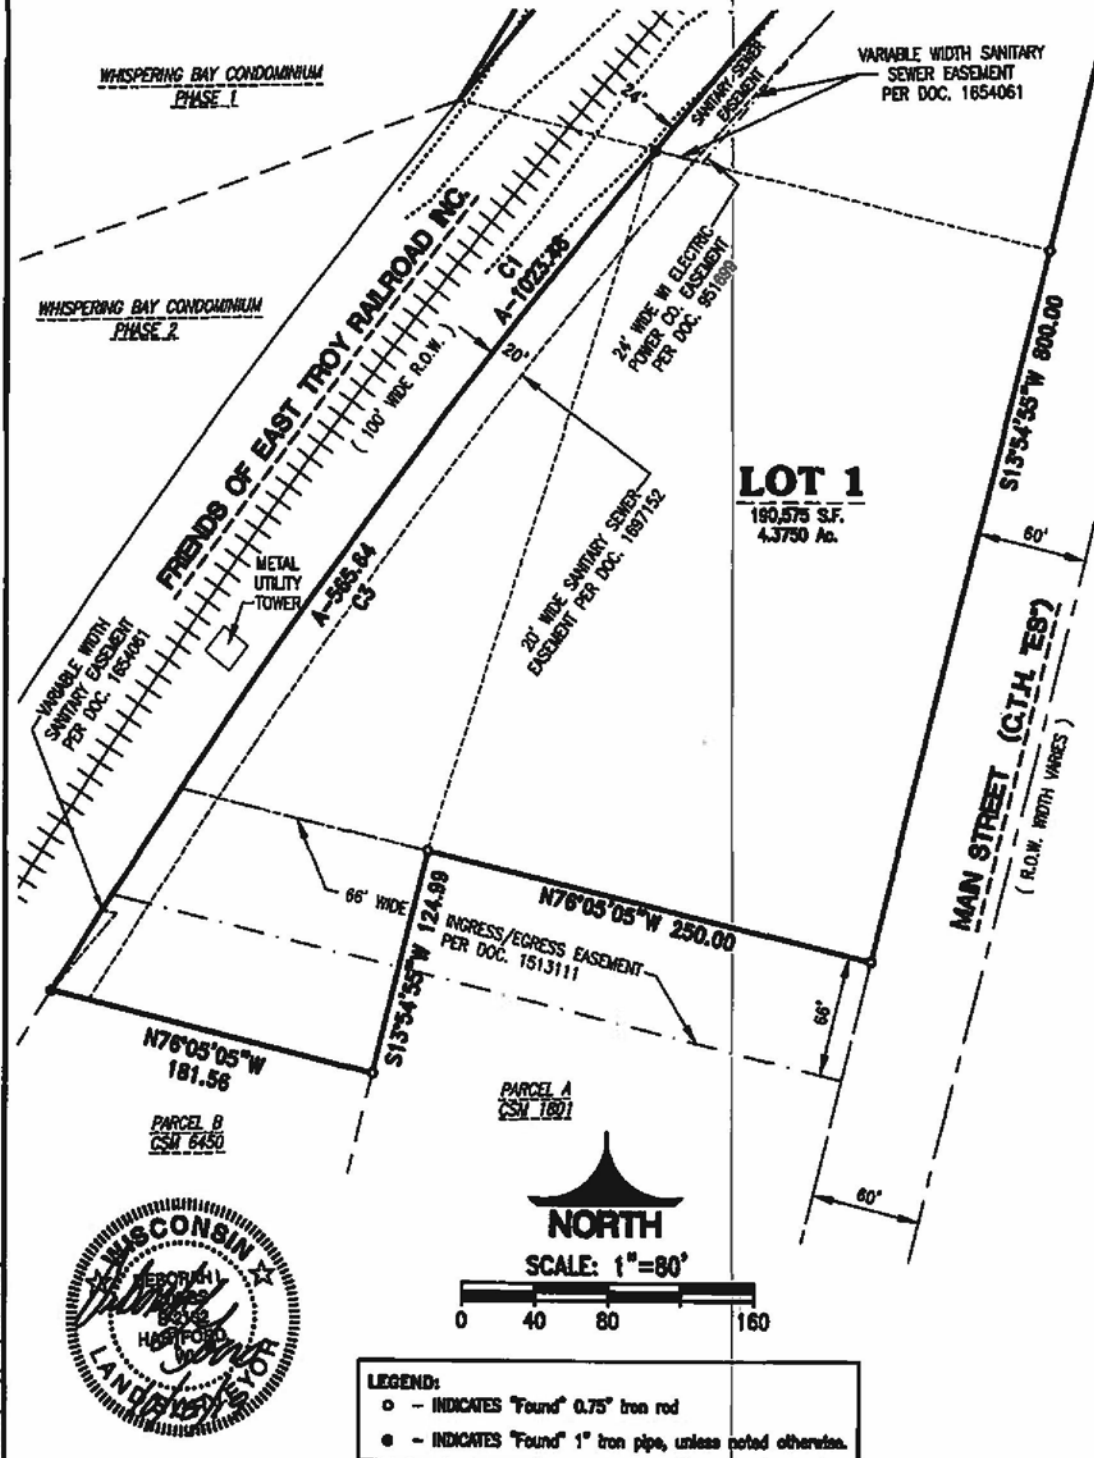 WHISPERING BAY CONDOMINIUM
PHASE 1
VARIABLE WIDTH SANITARY
SEWER EASEMENT
PER DOC. 1654061
SANITARY SEWER
EASEMENT
24'
WHISPERING BAY CONDOMINIUM
PHASE 2
FRIENDS OF EAST TROY RAILROAD INC.
( 100' WIDE R.O.W. )
C1
A-1023.48
20'
24' WIDE WI ELECTRIC
POWER CO. EASEMENT
PER DOC.
S13°54'55"W 800.00
LOT 1
190,575 S.F.
4.3750 Ac.
60'
20' WIDE SANITARY SEWER
EASEMENT PER DOC. 1697152
METAL
UTILITY
TOWER
A-565.64
C3
VARIABLE WIDTH
SANITARY EASEMENT
PER DOC. 1654061
MAIN STREET (C.T.H. "ES")
( R.O.W. WIDTH VARIES )
66' WIDE
INGRESS/EGRESS EASEMENT
PER DOC. 1513111
N76°05'05"W 250.00
S13°54'55"W 124.99
66'
N76°05'05"W
181.56
PARCEL A
CSM 1601
PARCEL B
CSM 6450
60'
NORTH
SCALE: 1"=80'
0 40 80 160
WISCONSIN
DEBORAH L
HARTFORD
LAND SURVEYOR
LEGEND:
o - INDICATES "Found" 0.75" iron rod
● - INDICATES "Found" 1" iron pipe, unless noted otherwise.